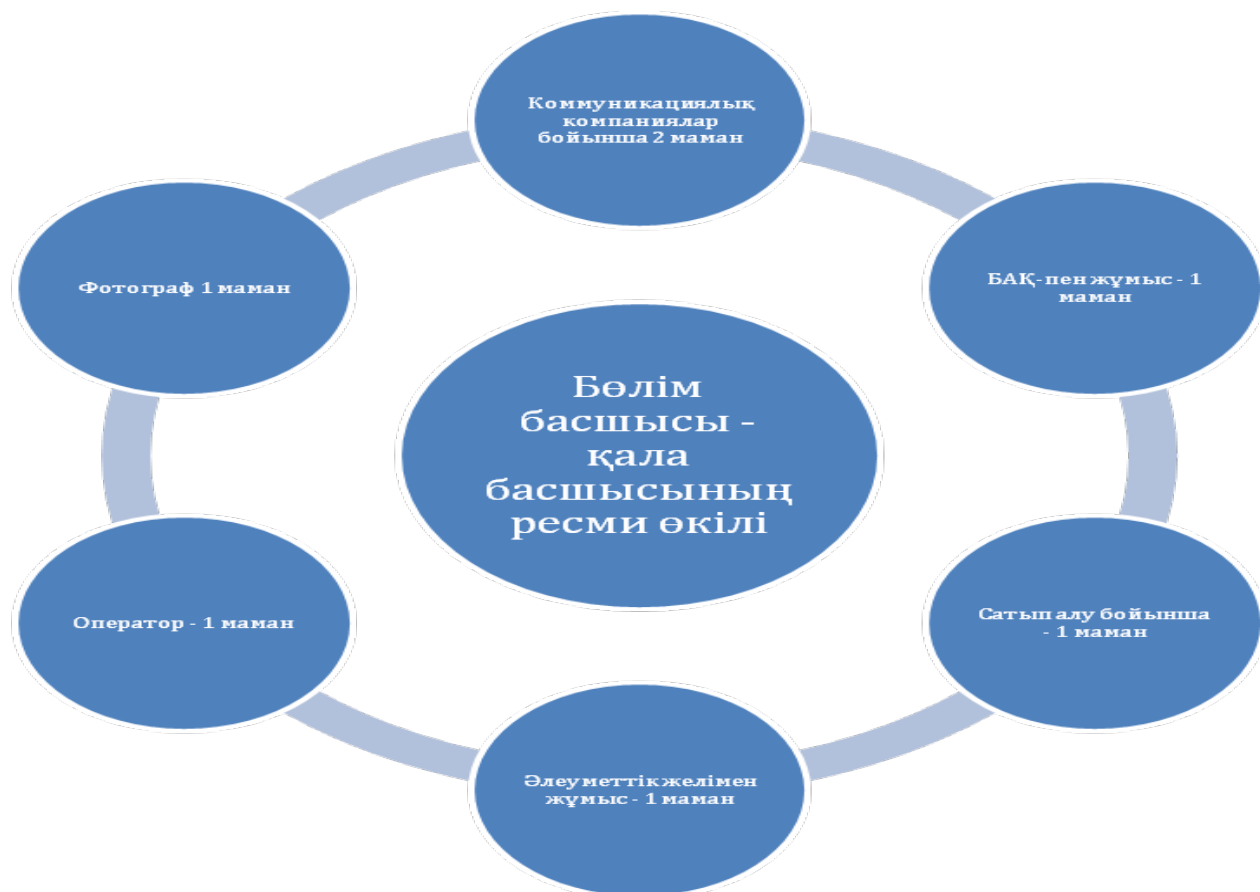 Коммуникациялық
компаниялар
бойынша 2 маман
БАҚ-пен жұмыс - 1
маман
Сатып алу бойынша
- 1 маман
Әлеуметтік желімен
жұмыс - 1 маман
Оператор - 1 маман
Фотограф 1 маман
Бөлім
басшысы -
қала
басшысының
ресми өкілі